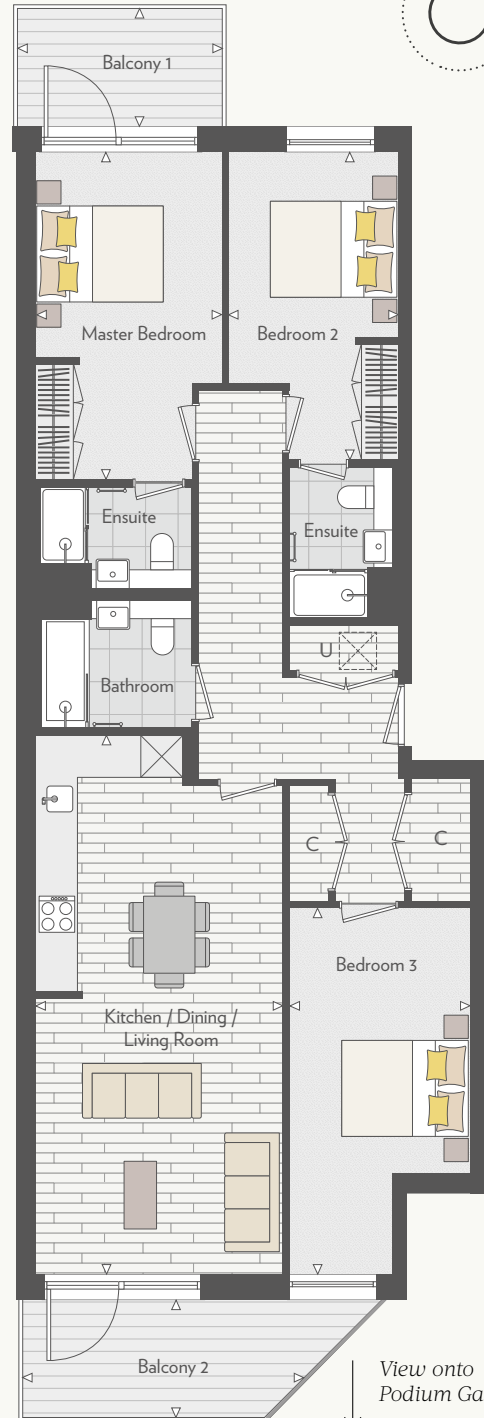 Balcony 1
Master Bedroom
Bedroom 2
Ensuite
Ensuite
U
Bathroom
C
C
Bedroom 3
Kitchen / Dining /
Living Room
Balcony 2
View onto
Podium Ga